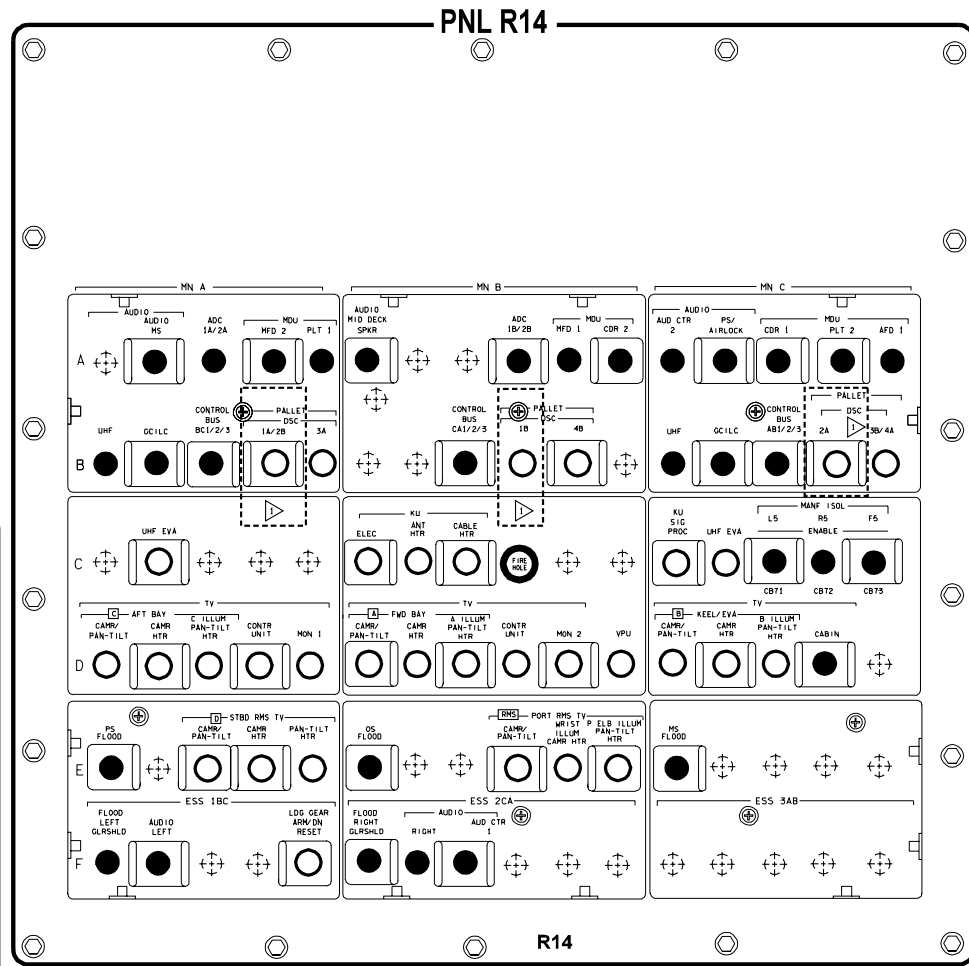 PNL R14
MN A
MN B
MN C
AUDIO
AUDIO
MS
ADC
1A/2A
MDU
MFD 2
PLT 1
AUDIO
MID DECK
SPKR
ADC
1B/2B
MDU
MFD 1
CDR 2
AUDIO
AUD CTR
2
PS/
AIRLOCK
MDU
CDR 1
PLT 2
AFD 1
A
UHF
GCILC
CONTROL
BUS
BC1/2/3
PALLET
DSC
1A/2B
3A
CONTROL
BUS
CA1/2/3
PALLET
DSC
1B
4B
UHF
GCILC
CONTROL
BUS
AB1/2/3
PALLET
DSC
2A
1
3B/4A
B
1
1
UHF EVA
KU
ELEC
ANT
HTR
CABLE
HTR
FIRE
HOLE
KU
SIG
PROC
UHF EVA
MANF ISOL
L5
R5
F5
ENABLE
CB71
CB72
CB73
C
TV
C AFT BAY
CAMR/
PAN-TILT
CAMR
HTR
C ILLUM
PAN-TILT
HTR
CONTR
UNIT
MON 1
TV
A FWD BAY
CAMR/
PAN-TILT
CAMR
HTR
A ILLUM
PAN-TILT
HTR
CONTR
UNIT
MON 2
VPU
TV
B KEEL/EVA
CAMR/
PAN-TILT
CAMR
HTR
B ILLUM
PAN-TILT
HTR
CABIN
D
PS
FLOOD
D STBD RMS TV
CAMR/
PAN-TILT
CAMR
HTR
PAN-TILT
HTR
OS
FLOOD
RMS PORT RMS TV
CAMR/
PAN-TILT
WRIST
ILLUM
CAMR HTR
P ELB ILLUM
PAN-TILT
HTR
MS
FLOOD
E
ESS 1BC
ESS 2CA
ESS 3AB
FLOOD
LEFT
GLRSHLD
AUDIO
LEFT
LDG GEAR
ARM/DN
RESET
FLOOD
RIGHT
GLRSHLD
AUDIO
RIGHT
AUD CTR
1
F
R14